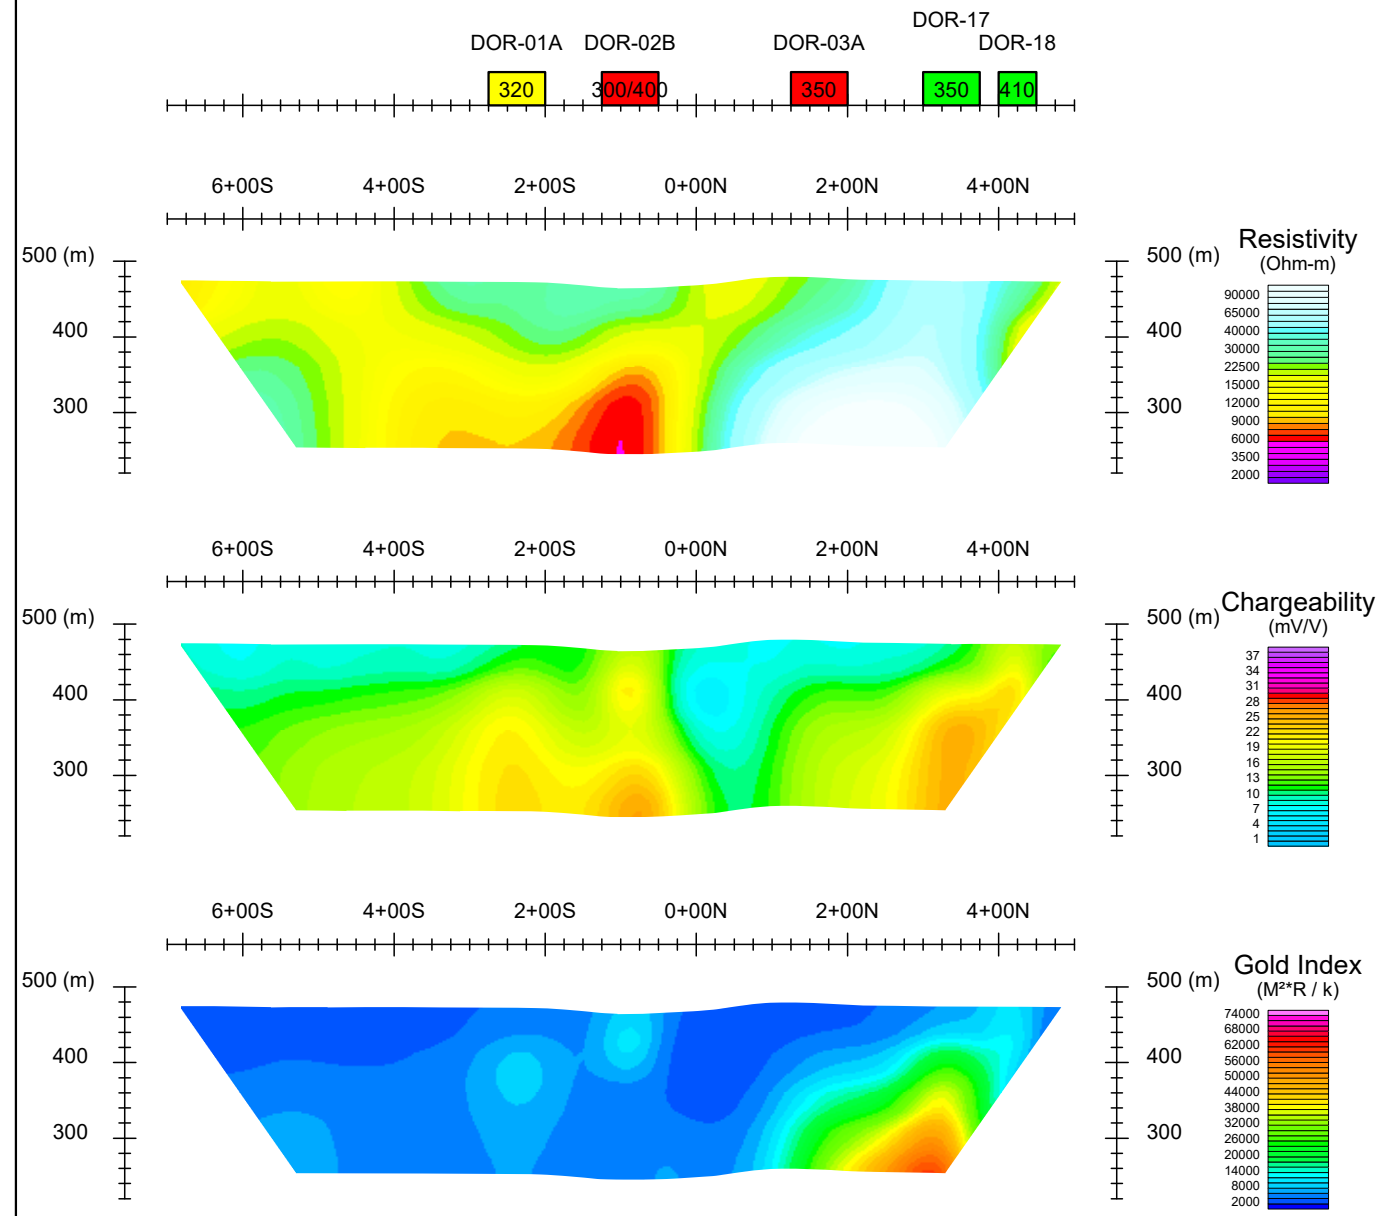 DOR-17
DOR-01A DOR-02B DOR-03A DOR-18
320 300/400 350 350 410
6+00S 4+00S 2+00S 0+00N 2+00N 4+00N
500 (m) 500 (m)
400 400
300 300
Resistivity
(Ohm-m)
90000
65000
40000
30000
22500
15000
12000
9000
6000
3500
2000
6+00S 4+00S 2+00S 0+00N 2+00N 4+00N
500 (m) 500 (m)
400 400
300 300
Chargeability
(mV/V)
37
34
31
28
25
22
19
16
13
10
7
4
1
6+00S 4+00S 2+00S 0+00N 2+00N 4+00N
500 (m) 500 (m)
400 400
300 300
Gold Index
(M²*R / k)
74000
68000
62000
56000
50000
44000
38000
32000
26000
20000
14000
8000
2000